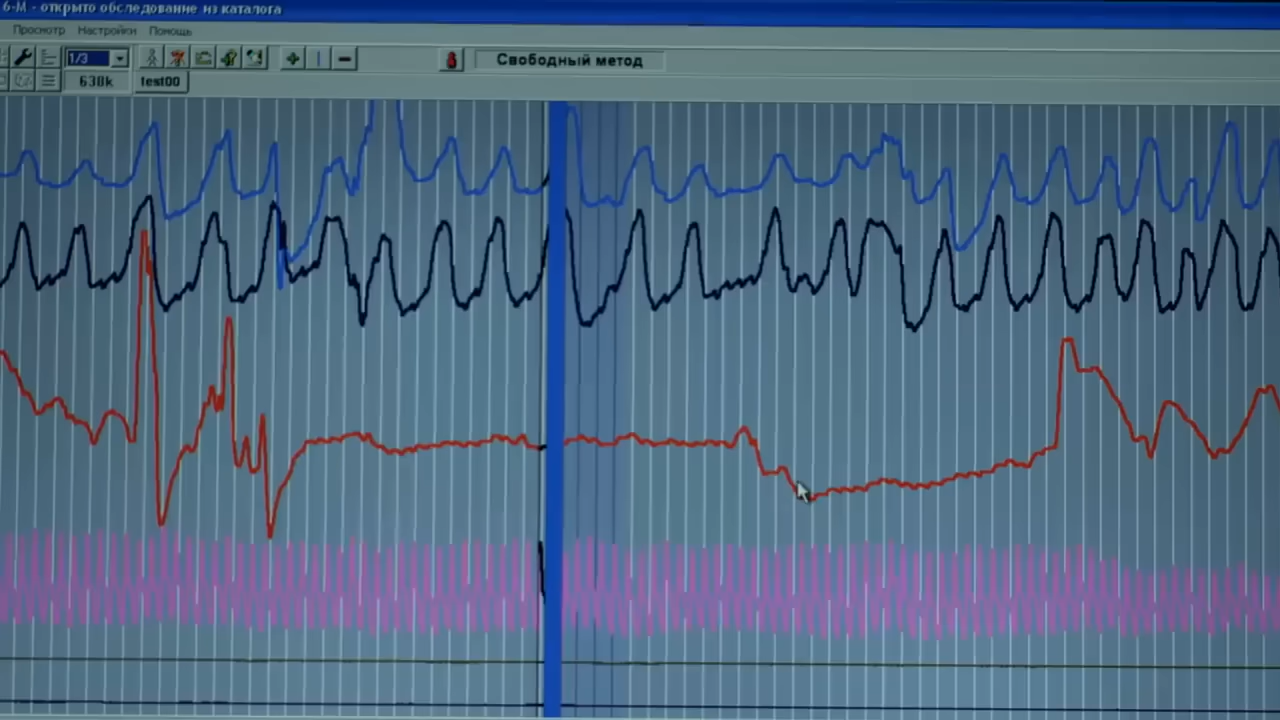 6-М - открыто обследование из каталога
Просмотр Настройки Помощь
1/3
Свободный метод
638k test00